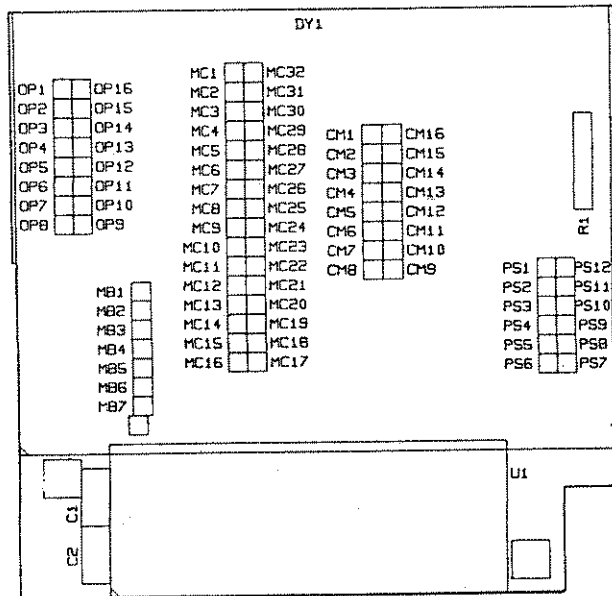 DY1
OP1 OP16
OP2 OP15
OP3 OP14
OP4 OP13
OP5 OP12
OP6 OP11
OP7 OP10
OP8 OP9
MC1 MC32
MC2 MC31
MC3 MC30
MC4 MC29
MC5 MC28
MC6 MC27
MC7 MC26
MC8 MC25
MC9 MC24
MC10 MC23
MC11 MC22
MC12 MC21
MC13 MC20
MC14 MC19
MC15 MC18
MC16 MC17
CM1 CM16
CM2 CM15
CM3 CM14
CM4 CM13
CM5 CM12
CM6 CM11
CM7 CM10
CM8 CM9
R1
PS1 PS12
PS2 PS11
PS3 PS10
PS4 PS9
PS5 PS8
PS6 PS7
MB1
MB2
MB3
MB4
MB5
MB6
MB7
C1
C2
U1